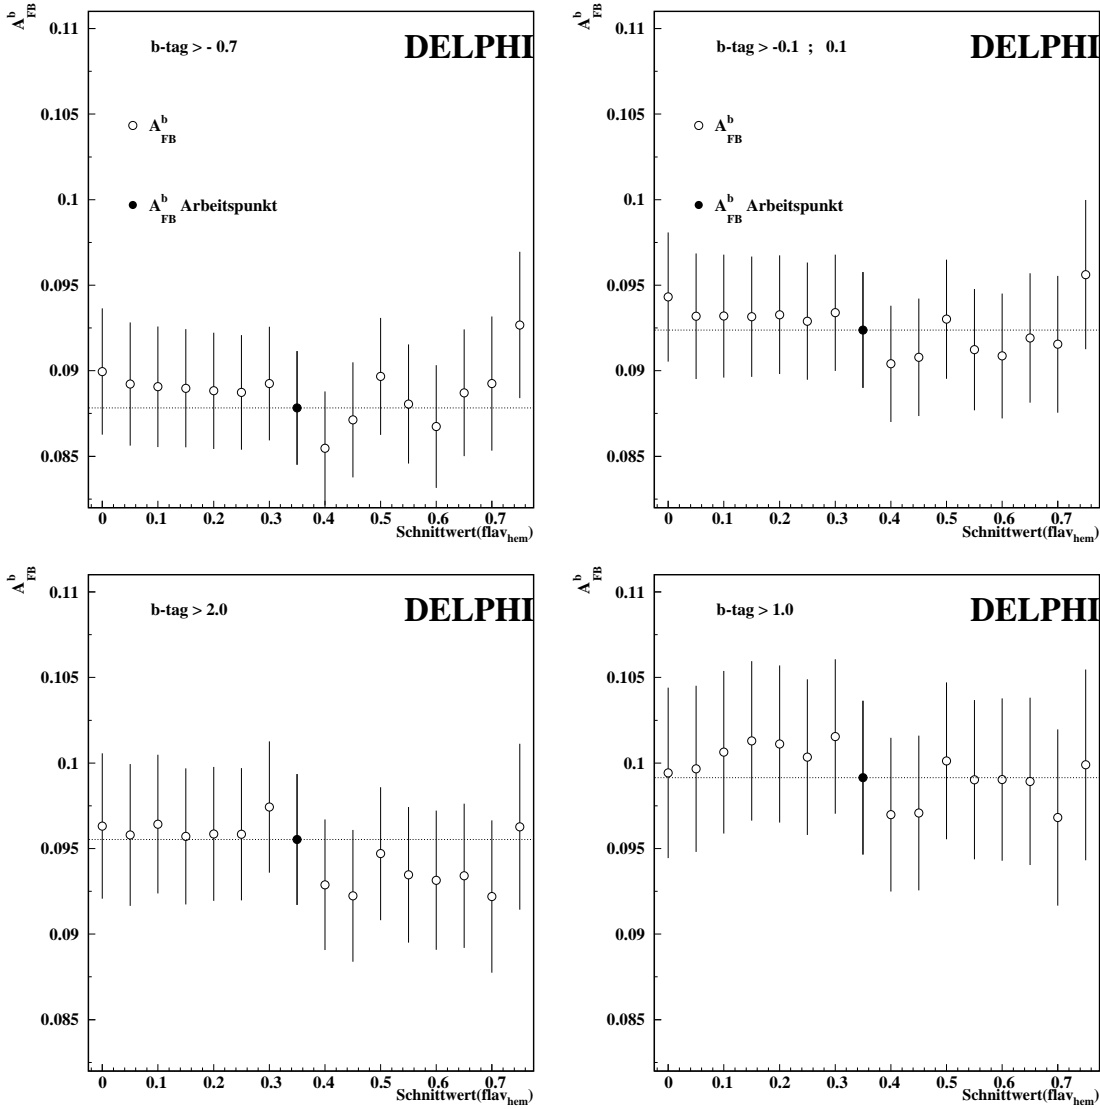 A^b_FB
0.11
0.105
0.1
0.095
0.09
0.085
b-tag > - 0.7
DELPHI
A^b_FB
A^b_FB Arbeitspunkt
0 0.1 0.2 0.3 0.4 0.5 0.6 0.7
Schnittwert(flav_hem)
A^b_FB
0.11
0.105
0.1
0.095
0.09
0.085
b-tag > -0.1 ; 0.1
DELPHI
A^b_FB
A^b_FB Arbeitspunkt
0 0.1 0.2 0.3 0.4 0.5 0.6 0.7
Schnittwert(flav_hem)
A^b_FB
0.11
0.105
0.1
0.095
0.09
0.085
b-tag > 2.0
DELPHI
0 0.1 0.2 0.3 0.4 0.5 0.6 0.7
Schnittwert(flav_hem)
A^b_FB
0.11
0.105
0.1
0.095
0.09
0.085
b-tag > 1.0
DELPHI
0 0.1 0.2 0.3 0.4 0.5 0.6 0.7
Schnittwert(flav_hem)